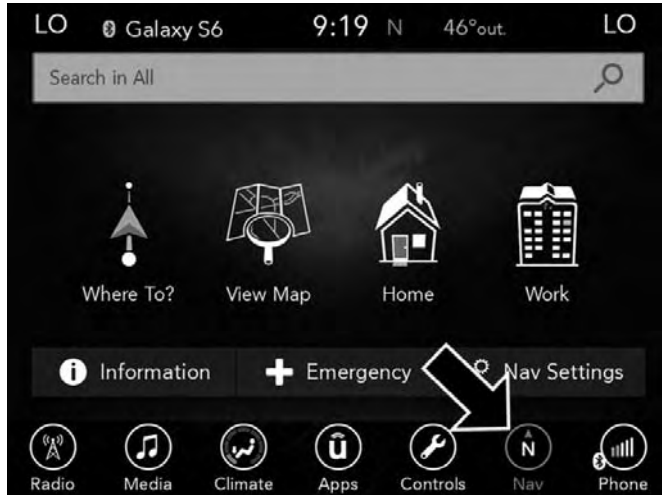 LO Galaxy S6 9:19 N 46°out. LO
Search in All
Where To? View Map Home Work
i Information Emergency Nav Settings
ū N
Radio Media Climate Apps Controls Nav Phone